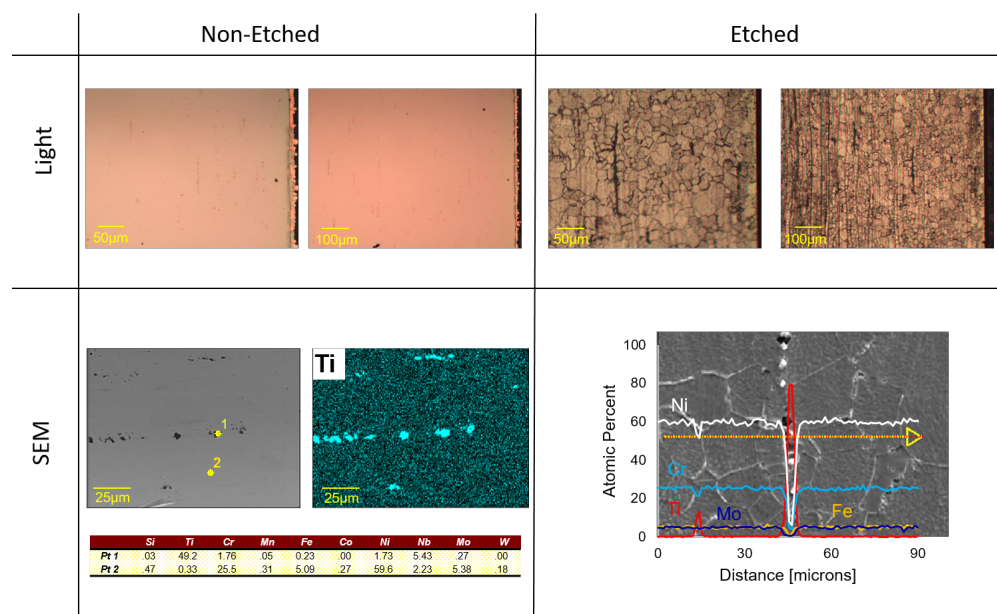 Non-Etched
Etched
Light
50µm
100µm
50µm
100µm
SEM
1
2
25µm
Ti
25µm
Si Ti Cr Mn Fe Co Ni Nb Mo W
Pt 1 .03 49.2 1.76 .05 0.23 .00 1.73 5.43 .27 .00
Pt 2 .47 0.33 25.5 .31 5.09 .27 59.6 2.23 5.38 .18
Atomic Percent
100
80
60
40
20
0
Ni
Cr
Ti
Mo
Fe
0 30 60 90
Distance [microns]